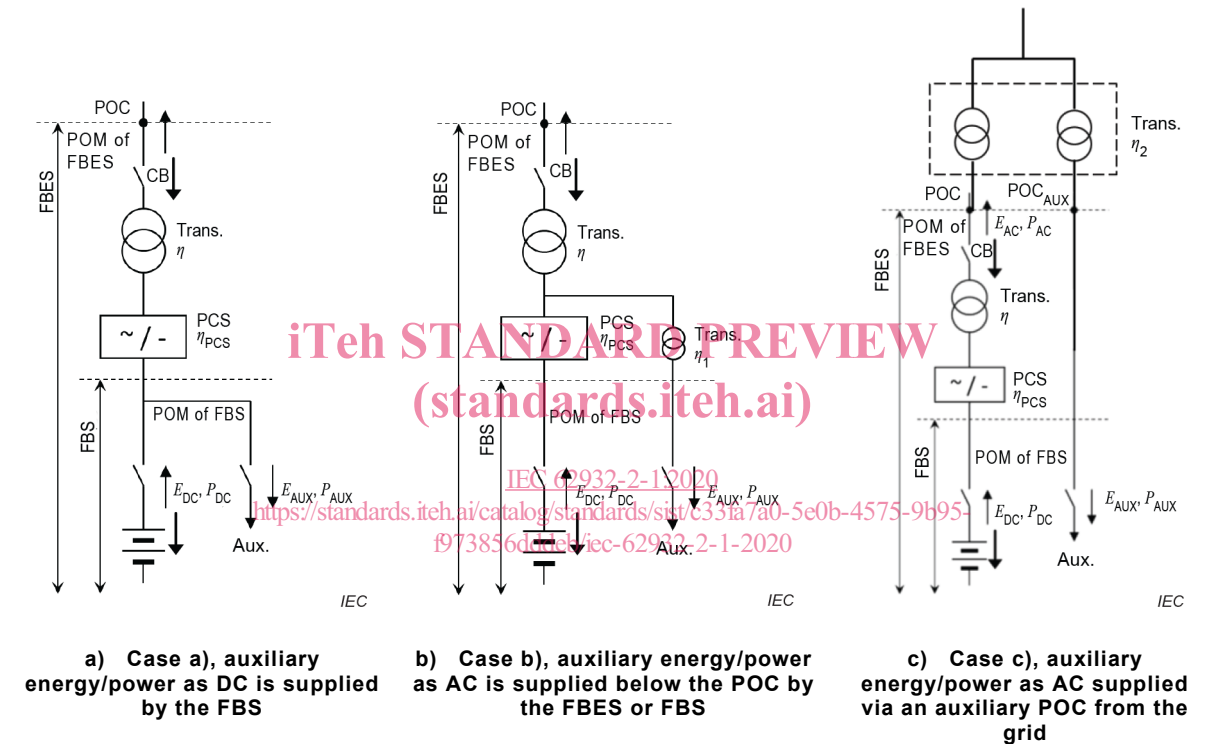 POC
POM of
FBES
CB
FBES
Trans.
η
~ / -
PCS
ηPCS
POM of FBS
FBS
EDC, PDC
EAUX, PAUX
Aux.
IEC
a) Case a), auxiliary
energy/power as DC is supplied
by the FBS
POC
POM of
FBES
CB
FBES
Trans.
η
~ / -
PCS
ηPCS
Trans.
η1
POM of FBS
FBS
EDC, PDC
EAUX, PAUX
Aux.
IEC
b) Case b), auxiliary energy/power
as AC is supplied below the POC by
the FBES or FBS
Trans.
η2
POC
POCAUX
POM of
FBES
EAC, PAC
CB
FBES
Trans.
η
~ / -
PCS
ηPCS
FBS
POM of FBS
EDC, PDC
EAUX, PAUX
Aux.
IEC
c) Case c), auxiliary
energy/power as AC supplied
via an auxiliary POC from the
grid
iTeh STANDARD PREVIEW
(standards.iteh.ai)
IEC 62932-2-1:2020
https://standards.iteh.ai/catalog/standards/sist/c33fa7a0-5e0b-4575-9b95-
f973856dddeb/iec-62932-2-1-2020